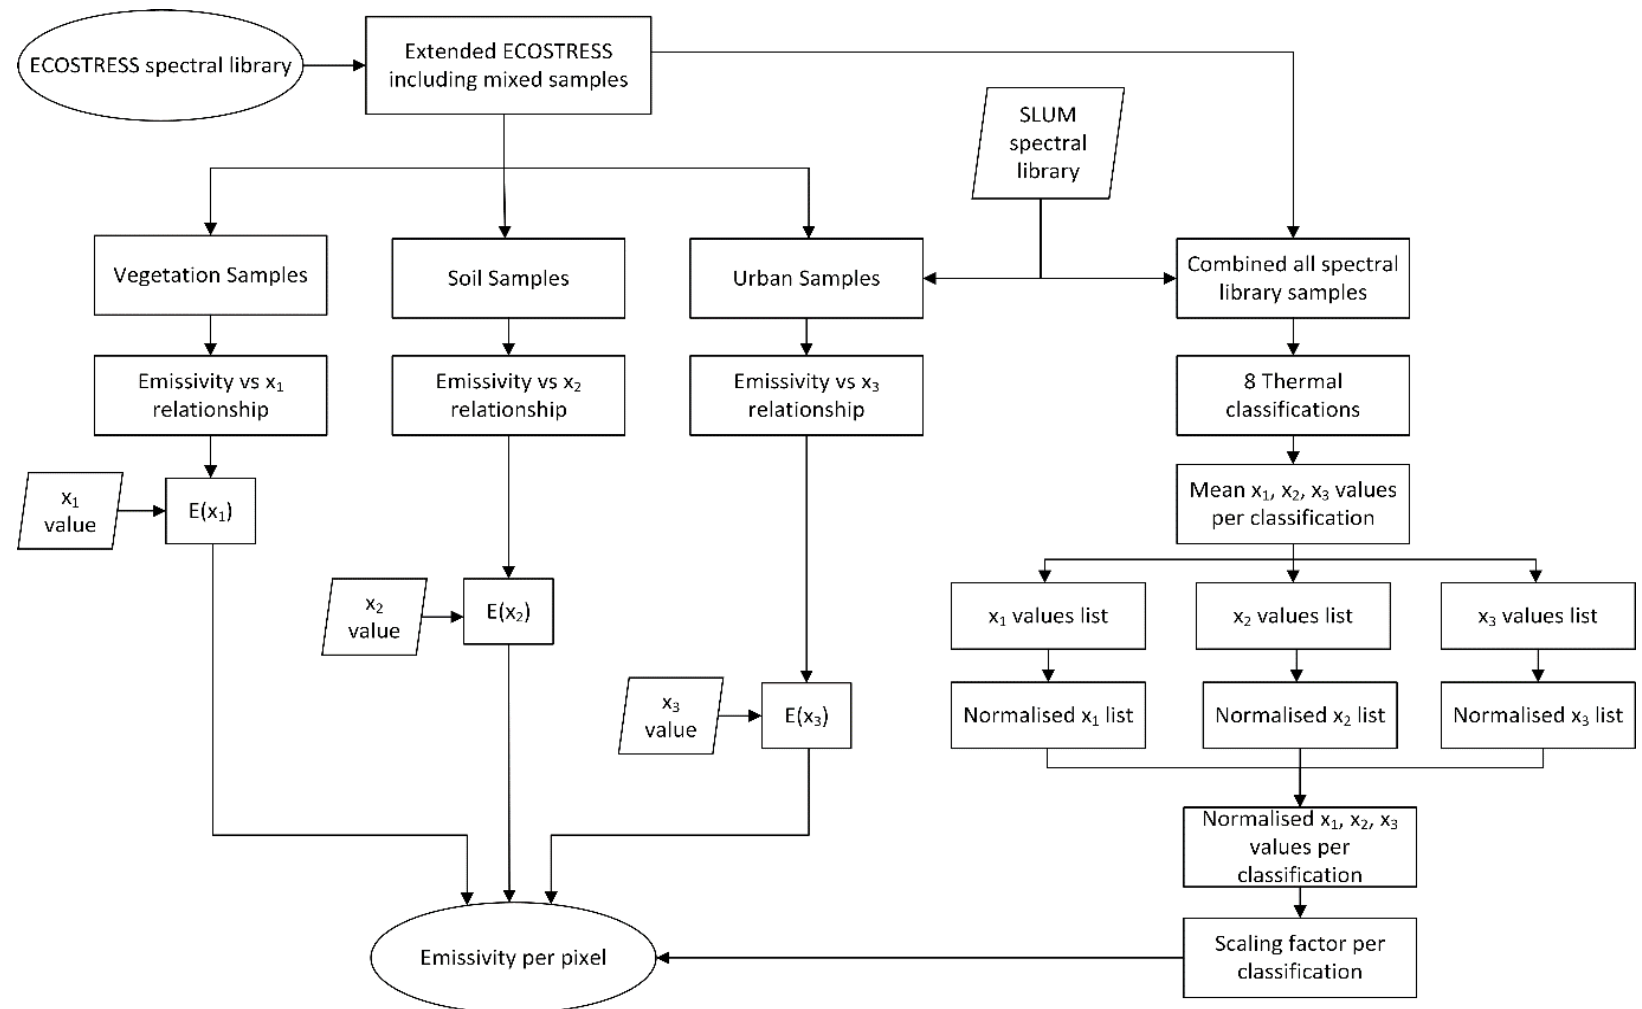 ECOSTRESS spectral library
Extended ECOSTRESS
including mixed samples
SLUM
spectral
library
Vegetation Samples
Soil Samples
Urban Samples
Combined all spectral
library samples
Emissivity vs x₁
relationship
Emissivity vs x₂
relationship
Emissivity vs x₃
relationship
8 Thermal
classifications
x₁
value
E(x₁)
Mean x₁, x₂, x₃ values
per classification
x₂
value
E(x₂)
x₁ values list
x₂ values list
x₃ values list
x₃
value
E(x₃)
Normalised x₁ list
Normalised x₂ list
Normalised x₃ list
Normalised x₁, x₂, x₃
values per
classification
Emissivity per pixel
Scaling factor per
classification